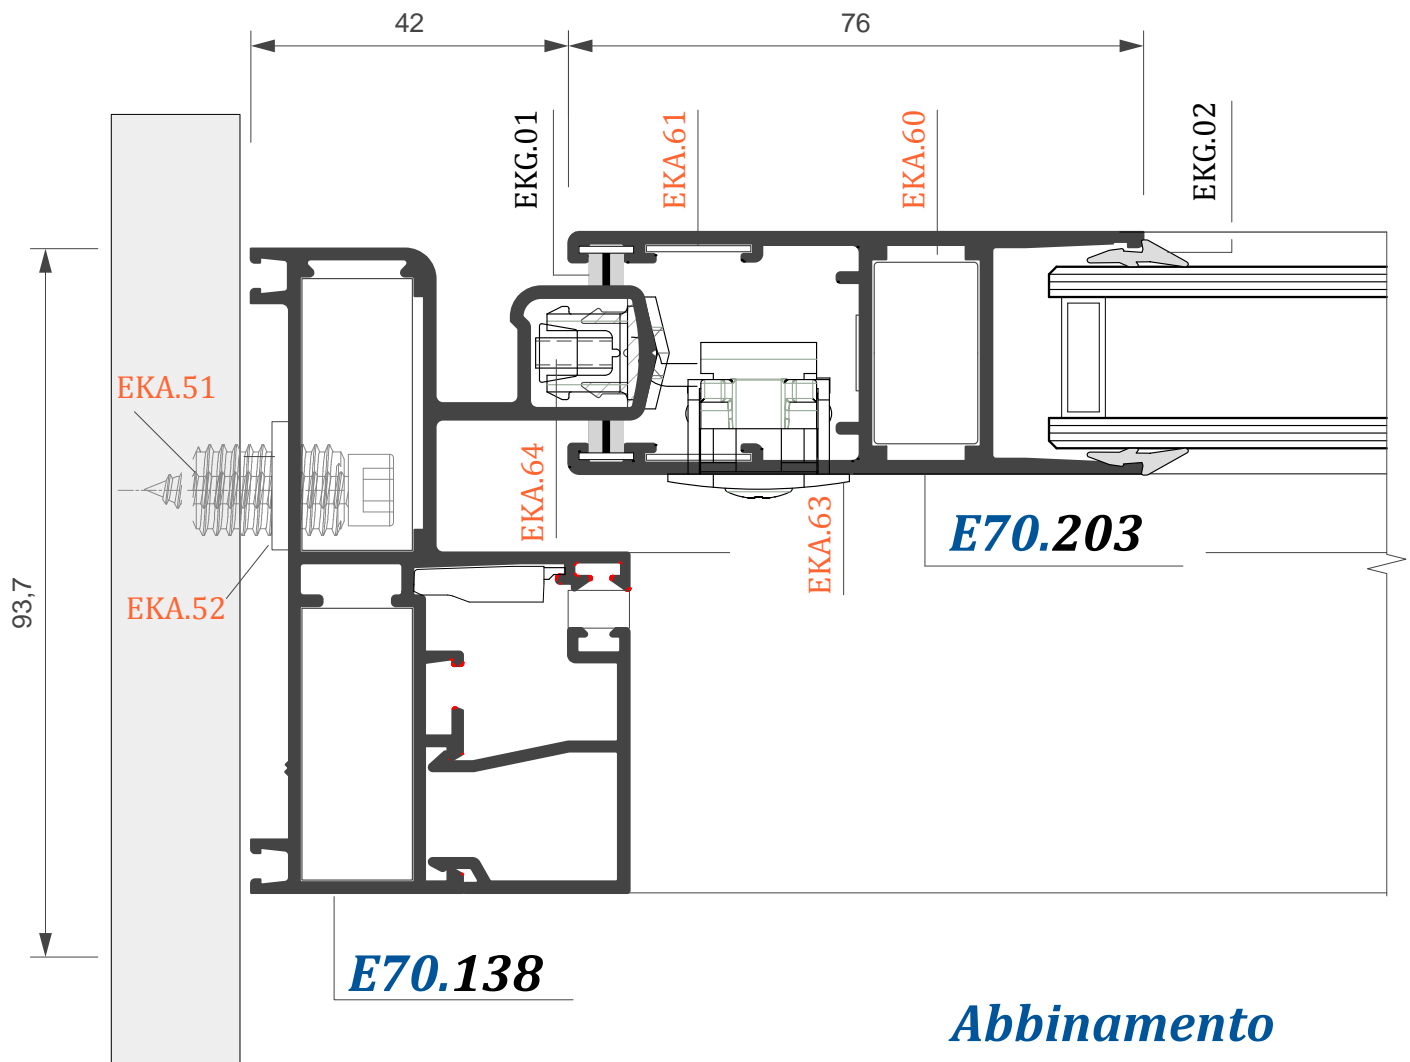 42
76
EKG.01
EKA.61
EKA.60
EKG.02
EKA.51
EKA.64
EKA.63
E70.203
EKA.52
93,7
E70.138
Abbinamento